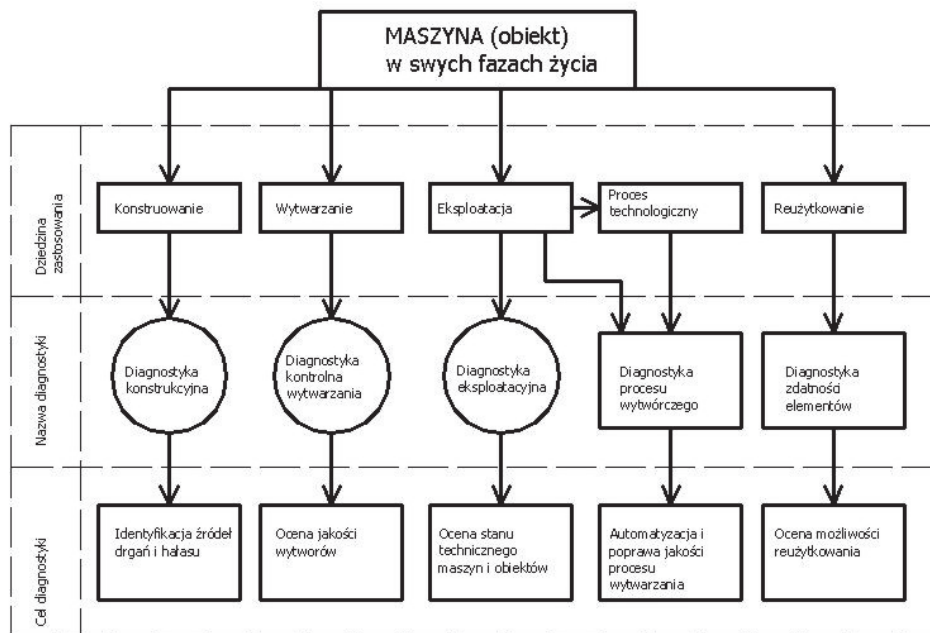 MASZYNA (obiekt)
w swych fazach życia
Dziedzina
zastosowania
Konstruowanie
Wytwarzanie
Eksploatacja
Proces
technologiczny
Reużytkowanie
Nazwa diagnostyki
Diagnostyka
konstrukcyjna
Diagnostyka
kontrolna
wytwarzania
Diagnostyka
eksploatacyjna
Diagnostyka
procesu
wytwórczego
Diagnostyka
zdatności
elementów
Cel diagnostyki
Identyfikacja źródeł
drgań i hałasu
Ocena jakości
wytworów
Ocena stanu
technicznego
maszyn i obiektów
Automatyzacja i
poprawa jakości
procesu
wytwarzania
Ocena możliwości
reużytkowania